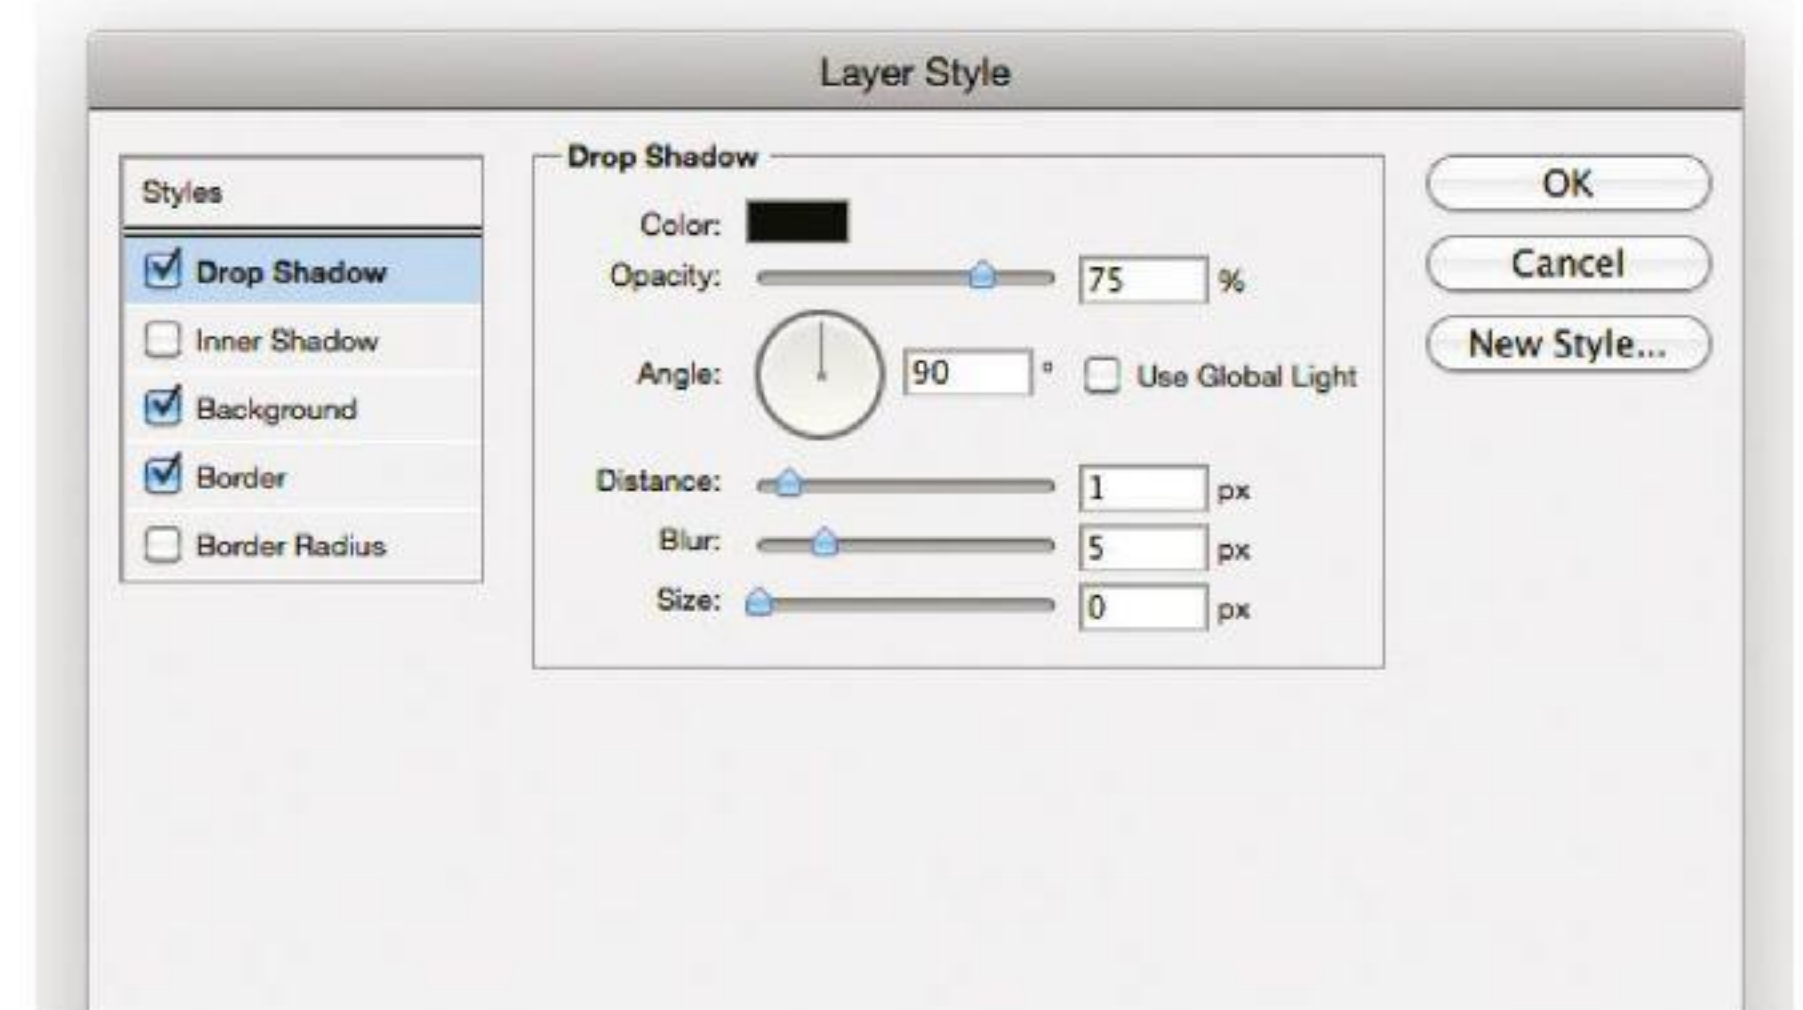 Layer Style
Styles
Drop Shadow
Inner Shadow
Background
Border
Border Radius
Drop Shadow
Color:
Opacity: 75 %
Angle: 90 ° Use Global Light
Distance: 1 px
Blur: 5 px
Size: 0 px
OK
Cancel
New Style...